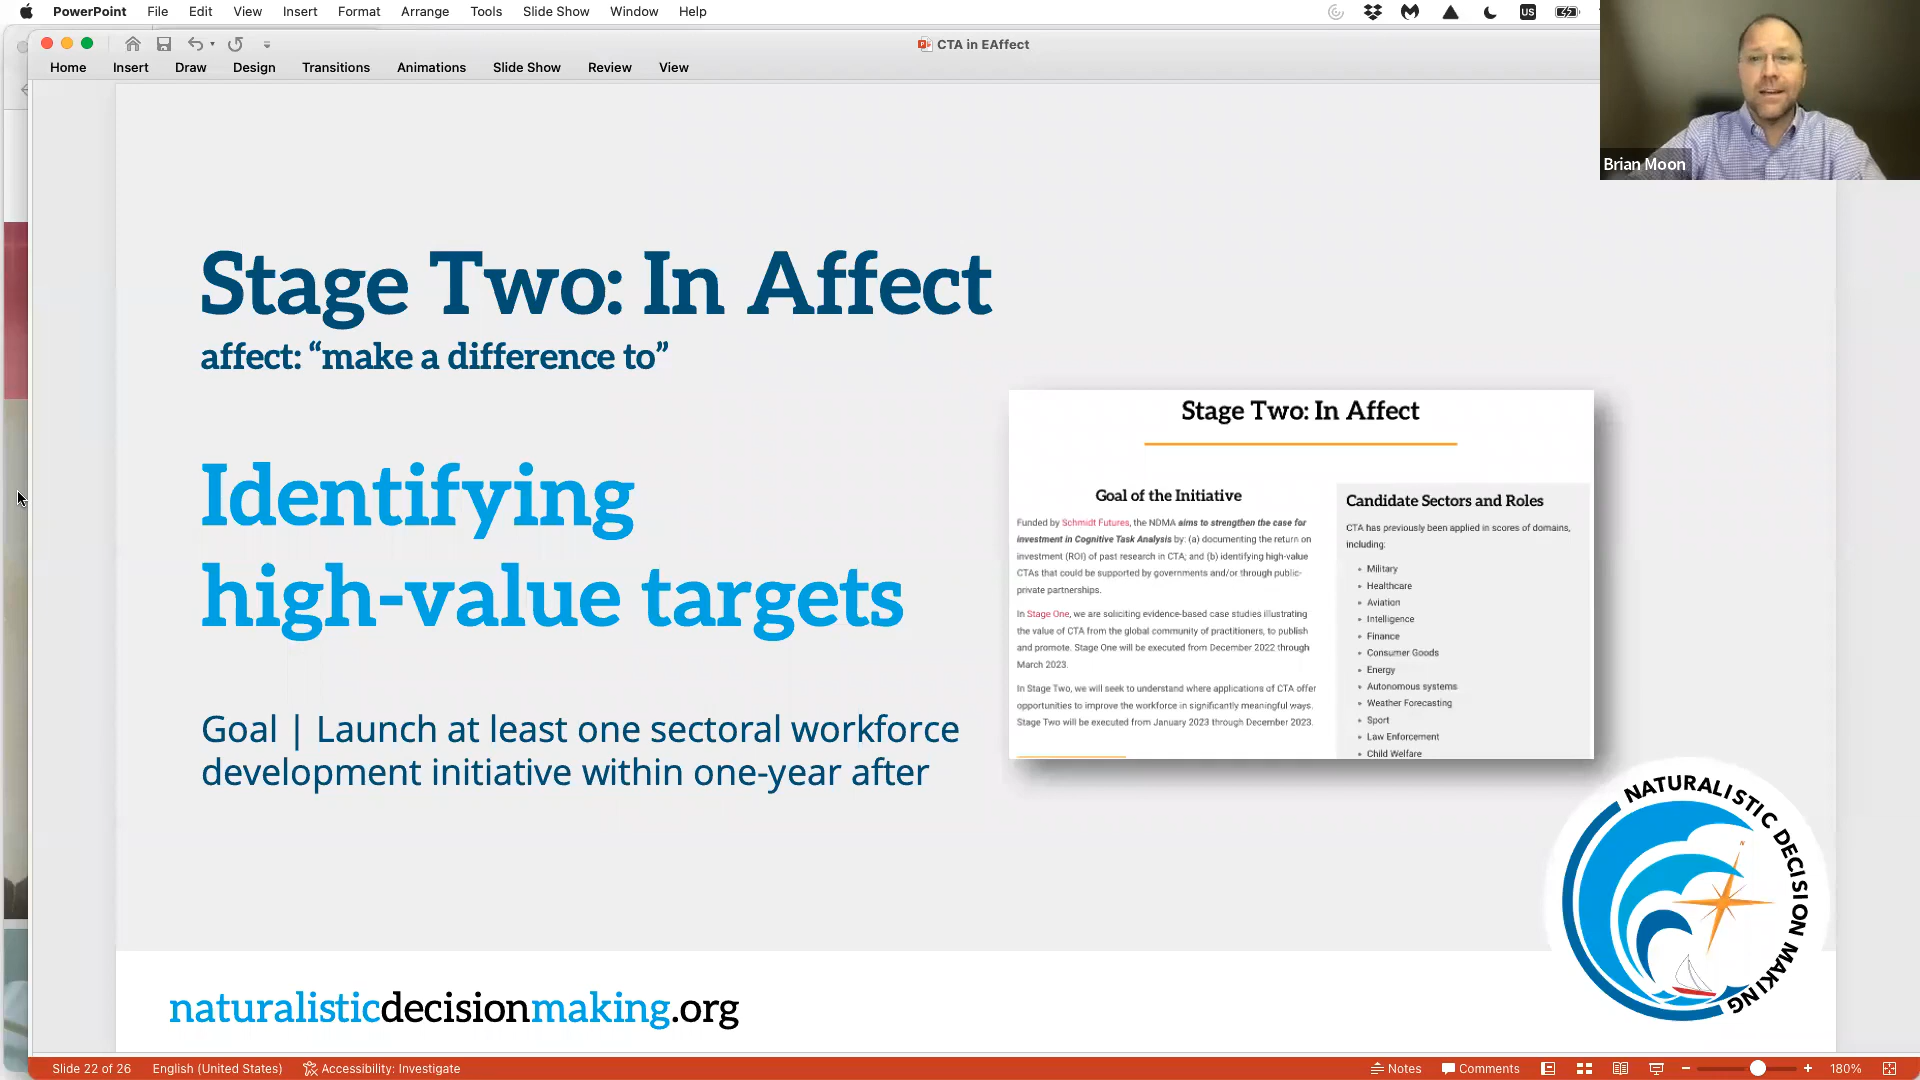 PowerPoint File Edit View Insert Format Arrange Tools Slide Show Window Help
US
CTA in EAffect
Home Insert Draw Design Transitions Animations Slide Show Review View
Brian Moon
Stage Two: In Affect
affect: “make a difference to”
Identifying
high-value targets
Goal | Launch at least one sectoral workforce
development initiative within one-year after
Stage Two: In Affect
Goal of the Initiative
Funded by Schmidt Futures, the NDMA aims to strengthen the case for
investment in Cognitive Task Analysis by: (a) documenting the return on
investment (ROI) of past research in CTA; and (b) identifying high-value
CTAs that could be supported by governments and/or through public-
private partnerships.
In Stage One, we are soliciting evidence-based case studies illustrating
the value of CTA from the global community of practitioners, to publish
and promote. Stage One will be executed from December 2022 through
March 2023.
In Stage Two, we will seek to understand where applications of CTA offer
opportunities to improve the workforce in significantly meaningful ways.
Stage Two will be executed from January 2023 through December 2023.
Candidate Sectors and Roles
CTA has previously been applied in scores of domains,
including:
Military
Healthcare
Aviation
Intelligence
Finance
Consumer Goods
Energy
Autonomous systems
Weather Forecasting
Sport
Law Enforcement
Child Welfare
NATURALISTIC DECISION MAKING
N
naturalisticdecisionmaking.org
Slide 22 of 26 English (United States) Accessibility: Investigate Notes Comments 180%